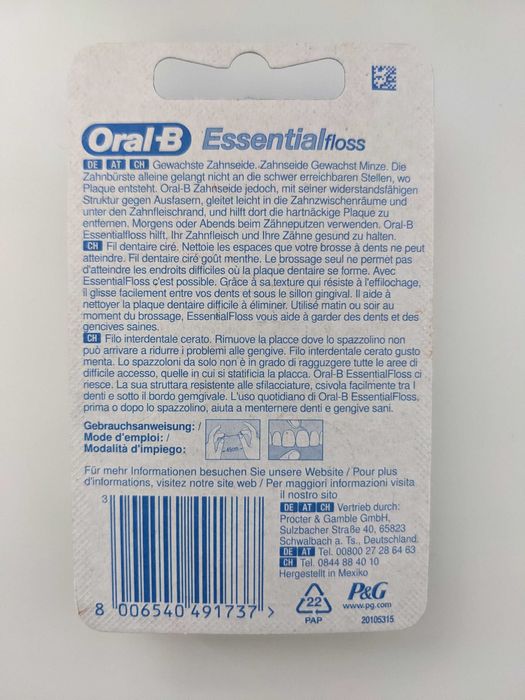 Oral-B Essentialfloss
DE AT CH Gewachste Zahnseide. Zahnseide Gewachst Minze. Die
Zahnbürste alleine gelangt nicht an die schwer erreichbaren Stellen, wo
Plaque entsteht. Oral-B Zahnseide jedoch, mit seiner widerstandsfähigen
Struktur gegen Ausfasern, gleitet leicht in die Zahnzwischenräume und
unter den Zahnfleischrand, und hilft dort die hartnäckige Plaque zu
entfernen. Morgens oder Abends beim Zähneputzen verwenden. Oral-B
Essentialfloss hilft, Ihr Zahnfleisch und Ihre Zähne gesund zu halten.
CH Fil dentaire ciré. Nettoie les espaces que votre brosse à dents ne peut
atteindre. Fil dentaire ciré goût menthe. Le brossage seul ne permet pas
d'atteindre les endroits difficiles où la plaque dentaire se forme. Avec
EssentialFloss c'est possible. Grâce à sa texture qui résiste à l'effilochage,
il glisse facilement entre vos dents et sous le sillon gingival. Il aide à
nettoyer la plaque dentaire difficile à éliminer. Utilisé matin ou soir au
moment du brossage, EssentialFloss vous aide à garder des dents et des
gencives saines.
CH Filo interdentale cerato. Rimuove la placce dove lo spazzolino non
può arrivare a ridurre i problemi alle gengive. Filo interdentale cerato gusto
menta. Lo spazzoloni da solo non è in grado di ragguzgere tutte le aree di
difficile accesso, quelle in cui si statificia la placca. Oral-B EssentialFloss ci
riesce. La sua struttara resistente alle sfilacciature, csivola facilmente tra I
denti e sotto il bordo gemgivale. L'uso quotidiano di Oral-B EssentialFloss,
prima o dopo lo spazzolino, aiuta a menternere denti e gengive sani.
Gebrauchsanweisung: /
Mode d'emploi: /
Modalità d'impiego:
45cm
Für mehr Informationen besuchen Sie unsere Website / Pour plus
d'informations, visitez notre site web / Per magiori informazioni visita
il nostro sito
DE AT CH Vertrieb durch:
Procter & Gamble GmbH,
Sulzbacher Straße 40, 65823
Schwalbach a. Ts., Deutschland.
DE AT Tel. 00800 27 28 64 63
CH Tel. 0844 88 40 10
Hergestellt in Mexiko
3
8 006540 491737 >
22
PAP
P&G
www.pg.com
20105315